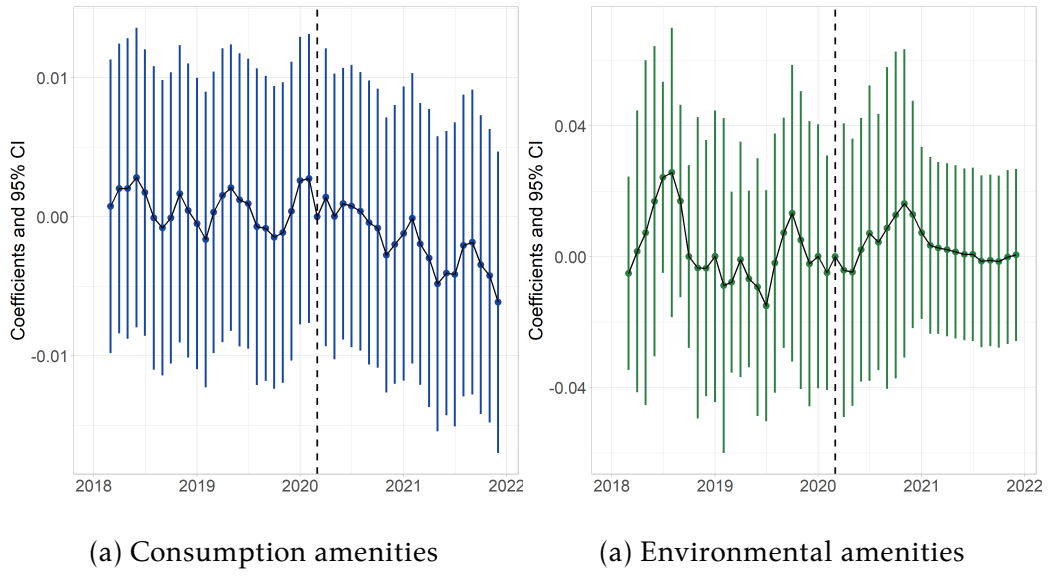 Coefficients and 95% CI
0.01
0.00
-0.01
2018 2019 2020 2021 2022
(a) Consumption amenities
Coefficients and 95% CI
0.04
0.00
-0.04
2018 2019 2020 2021 2022
(a) Environmental amenities